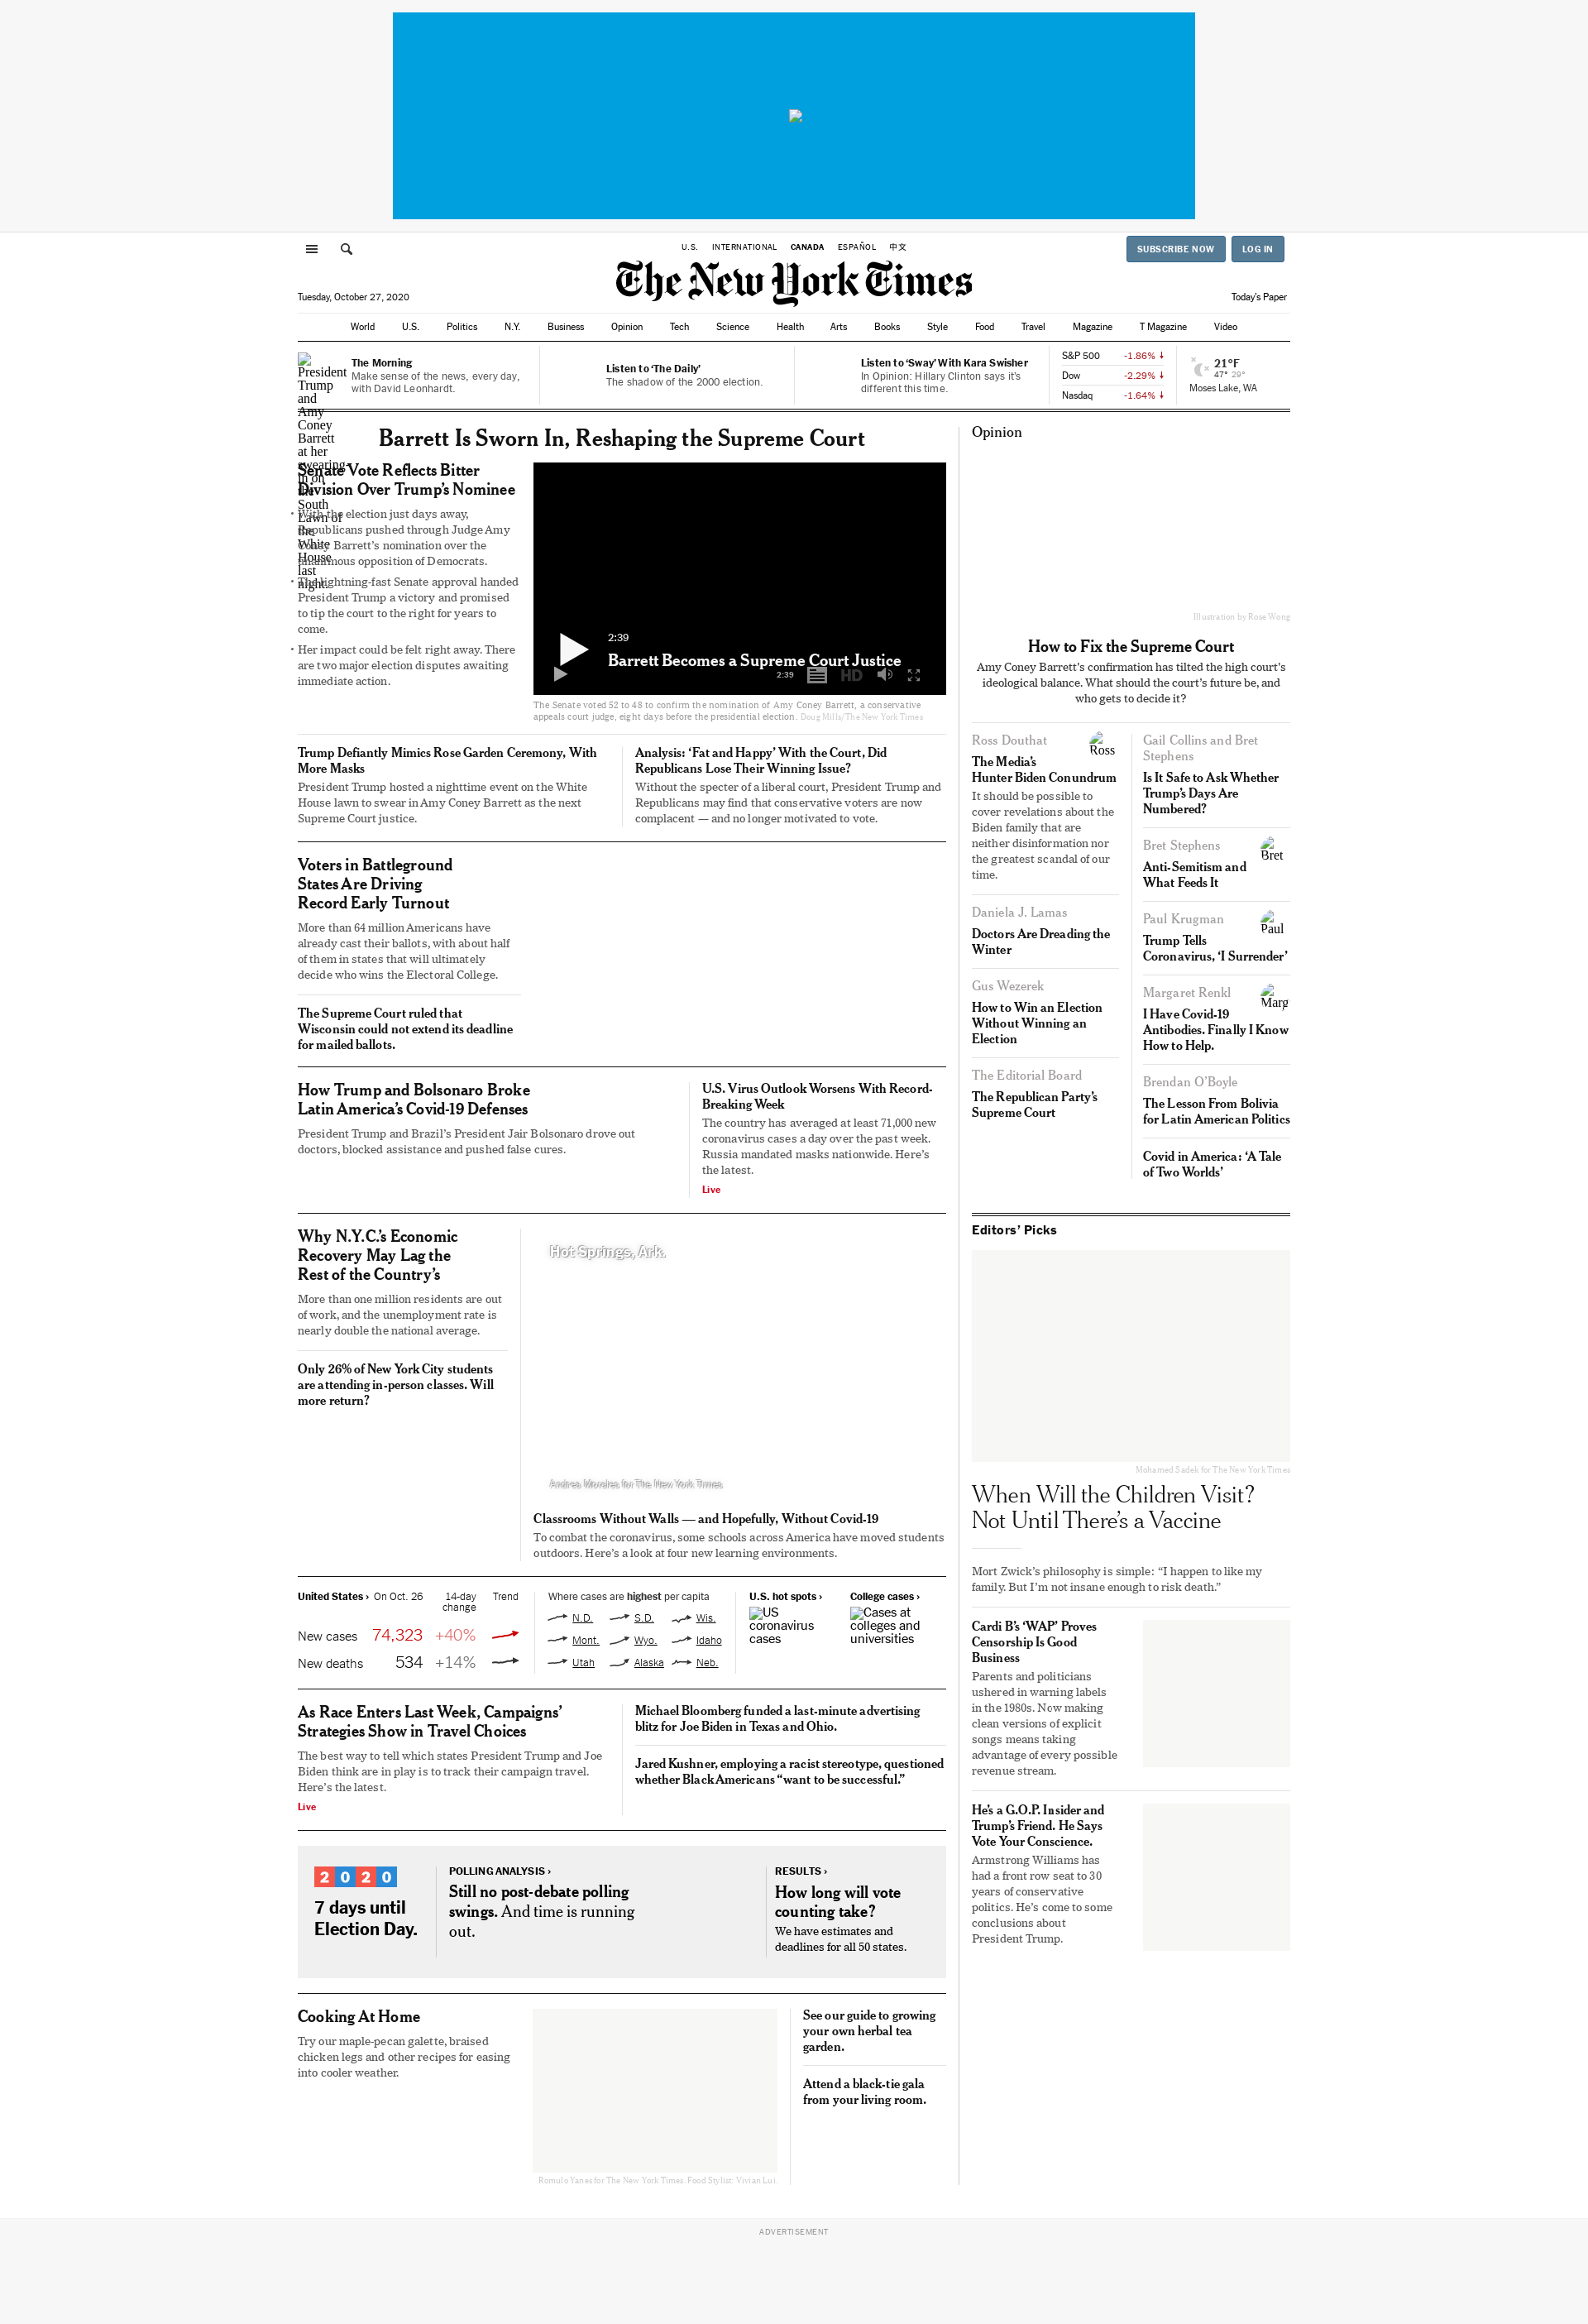 U.S. INTERNATIONAL CANADA ESPAÑOL 中文
SUBSCRIBE NOW LOG IN
The New York Times
Tuesday, October 27, 2020
Today's Paper
World U.S. Politics N.Y. Business Opinion Tech Science Health Arts Books Style Food Travel Magazine T Magazine Video
President
Trump
and
Amy
Coney
Barrett
at her
swearing-
in on
the
South
Lawn of
the
White
House
last
night.
The Morning
Make sense of the news, every day,
with David Leonhardt.
Listen to ‘The Daily’
The shadow of the 2000 election.
Listen to ‘Sway’ With Kara Swisher
In Opinion: Hillary Clinton says it’s
different this time.
S&P 500 -1.86% ↓
Dow -2.29% ↓
Nasdaq -1.64% ↓
21°F
47° 29°
Moses Lake, WA
Barrett Is Sworn In, Reshaping the Supreme Court
Senate Vote Reflects Bitter
Division Over Trump’s Nominee
• With the election just days away,
Republicans pushed through Judge Amy
Coney Barrett’s nomination over the
unanimous opposition of Democrats.
• The lightning-fast Senate approval handed
President Trump a victory and promised
to tip the court to the right for years to
come.
• Her impact could be felt right away. There
are two major election disputes awaiting
immediate action.
2:39
Barrett Becomes a Supreme Court Justice
2:39 HD
The Senate voted 52 to 48 to confirm the nomination of Amy Coney Barrett, a conservative
appeals court judge, eight days before the presidential election. Doug Mills/The New York Times
Trump Defiantly Mimics Rose Garden Ceremony, With
More Masks
President Trump hosted a nighttime event on the White
House lawn to swear in Amy Coney Barrett as the next
Supreme Court justice.
Analysis: ‘Fat and Happy’ With the Court, Did
Republicans Lose Their Winning Issue?
Without the specter of a liberal court, President Trump and
Republicans may find that conservative voters are now
complacent — and no longer motivated to vote.
Voters in Battleground
States Are Driving
Record Early Turnout
More than 64 million Americans have
already cast their ballots, with about half
of them in states that will ultimately
decide who wins the Electoral College.
The Supreme Court ruled that
Wisconsin could not extend its deadline
for mailed ballots.
How Trump and Bolsonaro Broke
Latin America’s Covid-19 Defenses
President Trump and Brazil’s President Jair Bolsonaro drove out
doctors, blocked assistance and pushed false cures.
U.S. Virus Outlook Worsens With Record-
Breaking Week
The country has averaged at least 71,000 new
coronavirus cases a day over the past week.
Russia mandated masks nationwide. Here’s
the latest.
Live
Why N.Y.C.’s Economic
Recovery May Lag the
Rest of the Country’s
More than one million residents are out
of work, and the unemployment rate is
nearly double the national average.
Only 26% of New York City students
are attending in-person classes. Will
more return?
Hot Springs, Ark.
Andrea Morales for The New York Times
Classrooms Without Walls — and Hopefully, Without Covid-19
To combat the coronavirus, some schools across America have moved students
outdoors. Here’s a look at four new learning environments.
United States › On Oct. 26 14-day Trend
change
New cases 74,323 +40%
New deaths 534 +14%
Where cases are highest per capita
N.D. S.D. Wis.
Mont. Wyo. Idaho
Utah Alaska Neb.
U.S. hot spots ›
US
coronavirus
cases
College cases ›
Cases at
colleges and
universities
As Race Enters Last Week, Campaigns’
Strategies Show in Travel Choices
The best way to tell which states President Trump and Joe
Biden think are in play is to track their campaign travel.
Here’s the latest.
Live
Michael Bloomberg funded a last-minute advertising
blitz for Joe Biden in Texas and Ohio.
Jared Kushner, employing a racist stereotype, questioned
whether Black Americans “want to be successful.”
2020
7 days until
Election Day.
POLLING ANALYSIS ›
Still no post-debate polling
swings. And time is running
out.
RESULTS ›
How long will vote
counting take?
We have estimates and
deadlines for all 50 states.
Cooking At Home
Try our maple-pecan galette, braised
chicken legs and other recipes for easing
into cooler weather.
Romulo Yanes for The New York Times. Food Stylist: Vivian Lui.
See our guide to growing
your own herbal tea
garden.
Attend a black-tie gala
from your living room.
Opinion
Illustration by Rose Wong
How to Fix the Supreme Court
Amy Coney Barrett’s confirmation has tilted the high court’s
ideological balance. What should the court’s future be, and
who gets to decide it?
Ross Douthat
Ross
The Media’s
Hunter Biden Conundrum
It should be possible to
cover revelations about the
Biden family that are
neither disinformation nor
the greatest scandal of our
time.
Daniela J. Lamas
Doctors Are Dreading the
Winter
Gus Wezerek
How to Win an Election
Without Winning an
Election
The Editorial Board
The Republican Party’s
Supreme Court
Gail Collins and Bret
Stephens
Is It Safe to Ask Whether
Trump’s Days Are
Numbered?
Bret Stephens
Bret
Anti-Semitism and
What Feeds It
Paul Krugman
Paul
Trump Tells
Coronavirus, ‘I Surrender’
Margaret Renkl
Marg
I Have Covid-19
Antibodies. Finally I Know
How to Help.
Brendan O’Boyle
The Lesson From Bolivia
for Latin American Politics
Covid in America: ‘A Tale
of Two Worlds’
Editors’ Picks
Mohamed Sadek for The New York Times
When Will the Children Visit?
Not Until There’s a Vaccine
Mort Zwick’s philosophy is simple: “I happen to like my
family. But I’m not insane enough to risk death.”
Cardi B’s ‘WAP’ Proves
Censorship Is Good
Business
Parents and politicians
ushered in warning labels
in the 1980s. Now making
clean versions of explicit
songs means taking
advantage of every possible
revenue stream.
He’s a G.O.P. Insider and
Trump’s Friend. He Says
Vote Your Conscience.
Armstrong Williams has
had a front row seat to 30
years of conservative
politics. He’s come to some
conclusions about
President Trump.
ADVERTISEMENT